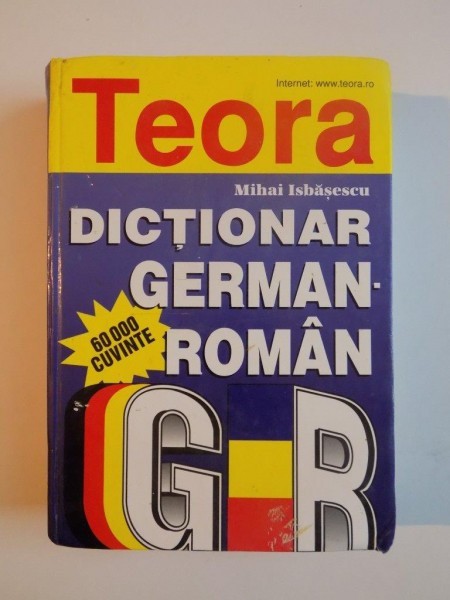 Internet: www.teora.ro
Teora
Mihai Isbășescu
DICȚIONAR
GERMAN-
ROMÂN
60 000
CUVINTE
G-R